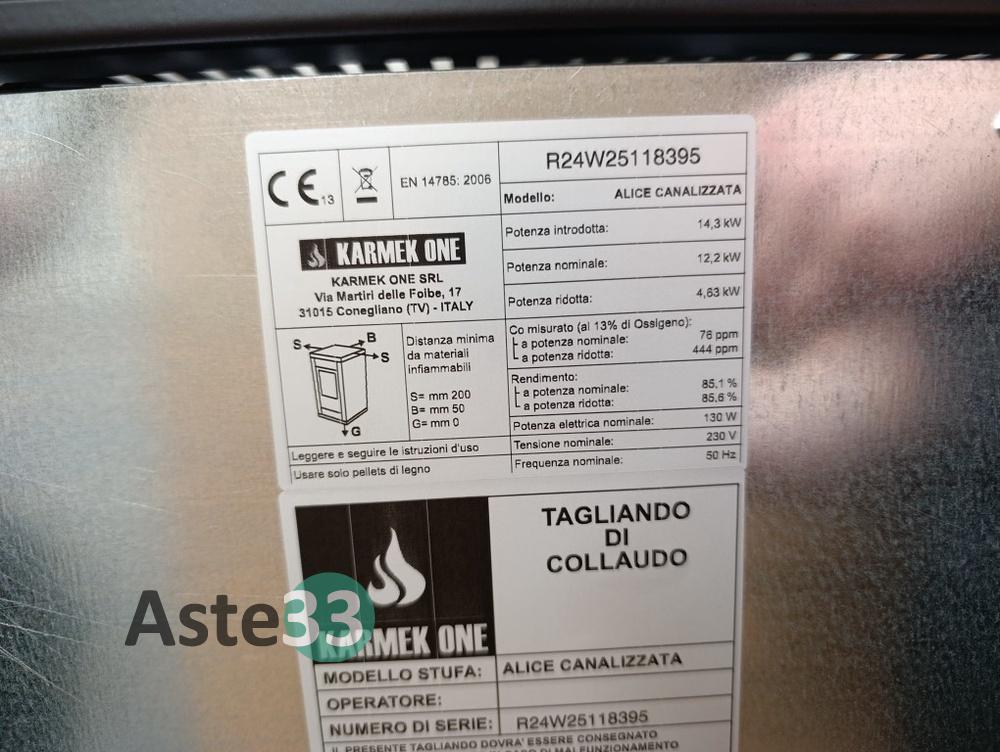 CE 13
EN 14785: 2006
R24W25118395
Modello: ALICE CANALIZZATA
KARMEK ONE
KARMEK ONE SRL
Via Martiri delle Foibe, 17
31015 Conegliano (TV) - ITALY
Potenza introdotta: 14,3 kW
Potenza nominale: 12,2 kW
Potenza ridotta: 4,63 kW
S B S G
Distanza minima
da materiali
infiammabili
S= mm 200
B= mm 50
G= mm 0
Co misurato (al 13% di Ossigeno):
a potenza nominale: 76 ppm
a potenza ridotta: 444 ppm
Rendimento:
a potenza nominale: 85,1 %
a potenza ridotta: 85,6 %
Potenza elettrica nominale: 130 W
Tensione nominale: 230 V
Frequenza nominale: 50 Hz
Leggere e seguire le istruzioni d'uso
Usare solo pellets di legno
KARMEK ONE
TAGLIANDO
DI
COLLAUDO
Aste33
MODELLO STUFA: ALICE CANALIZZATA
OPERATORE:
NUMERO DI SERIE: R24W25118395
IL PRESENTE TAGLIANDO DOVRA' ESSERE CONSEGNATO
CASO DI MALFUNZIONAMENTO